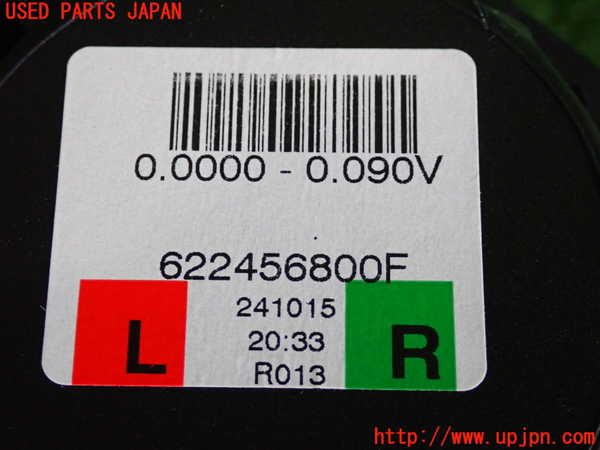 USED PARTS JAPAN
0.0000 - 0.090V
622456800F
241015
L
20:33
R
R013
http://www.upjpn.com/